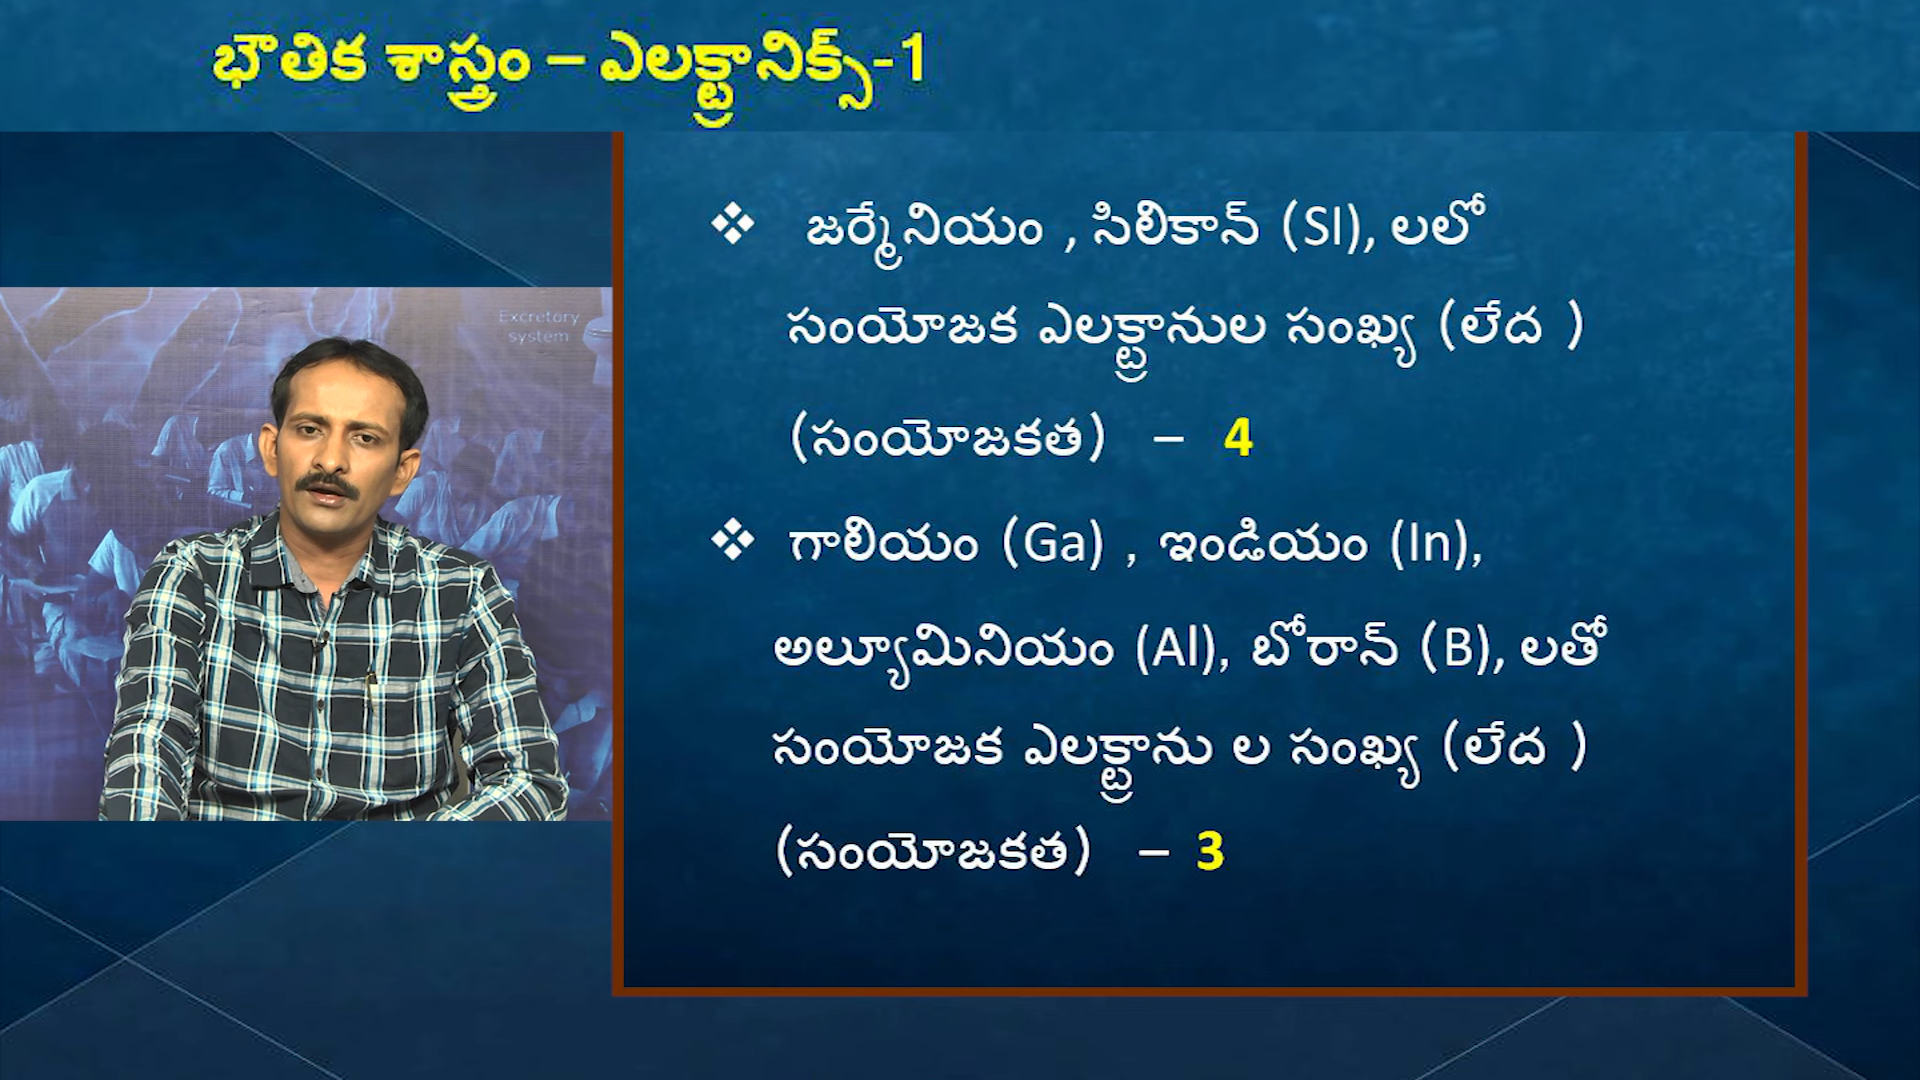 భౌతిక శాస్త్రం – ఎలక్ట్రానిక్స్-1
Excretory
system
❖ జర్మేనియం , సిలికాన్ (SI), లలో
సంయోజక ఎలక్ట్రానుల సంఖ్య (లేద )
(సంయోజకత) – 4
❖ గాలియం (Ga) , ఇండియం (In),
అల్యూమినియం (Al), బోరాన్ (B), లతో
సంయోజక ఎలక్ట్రాను ల సంఖ్య (లేద )
(సంయోజకత) – 3